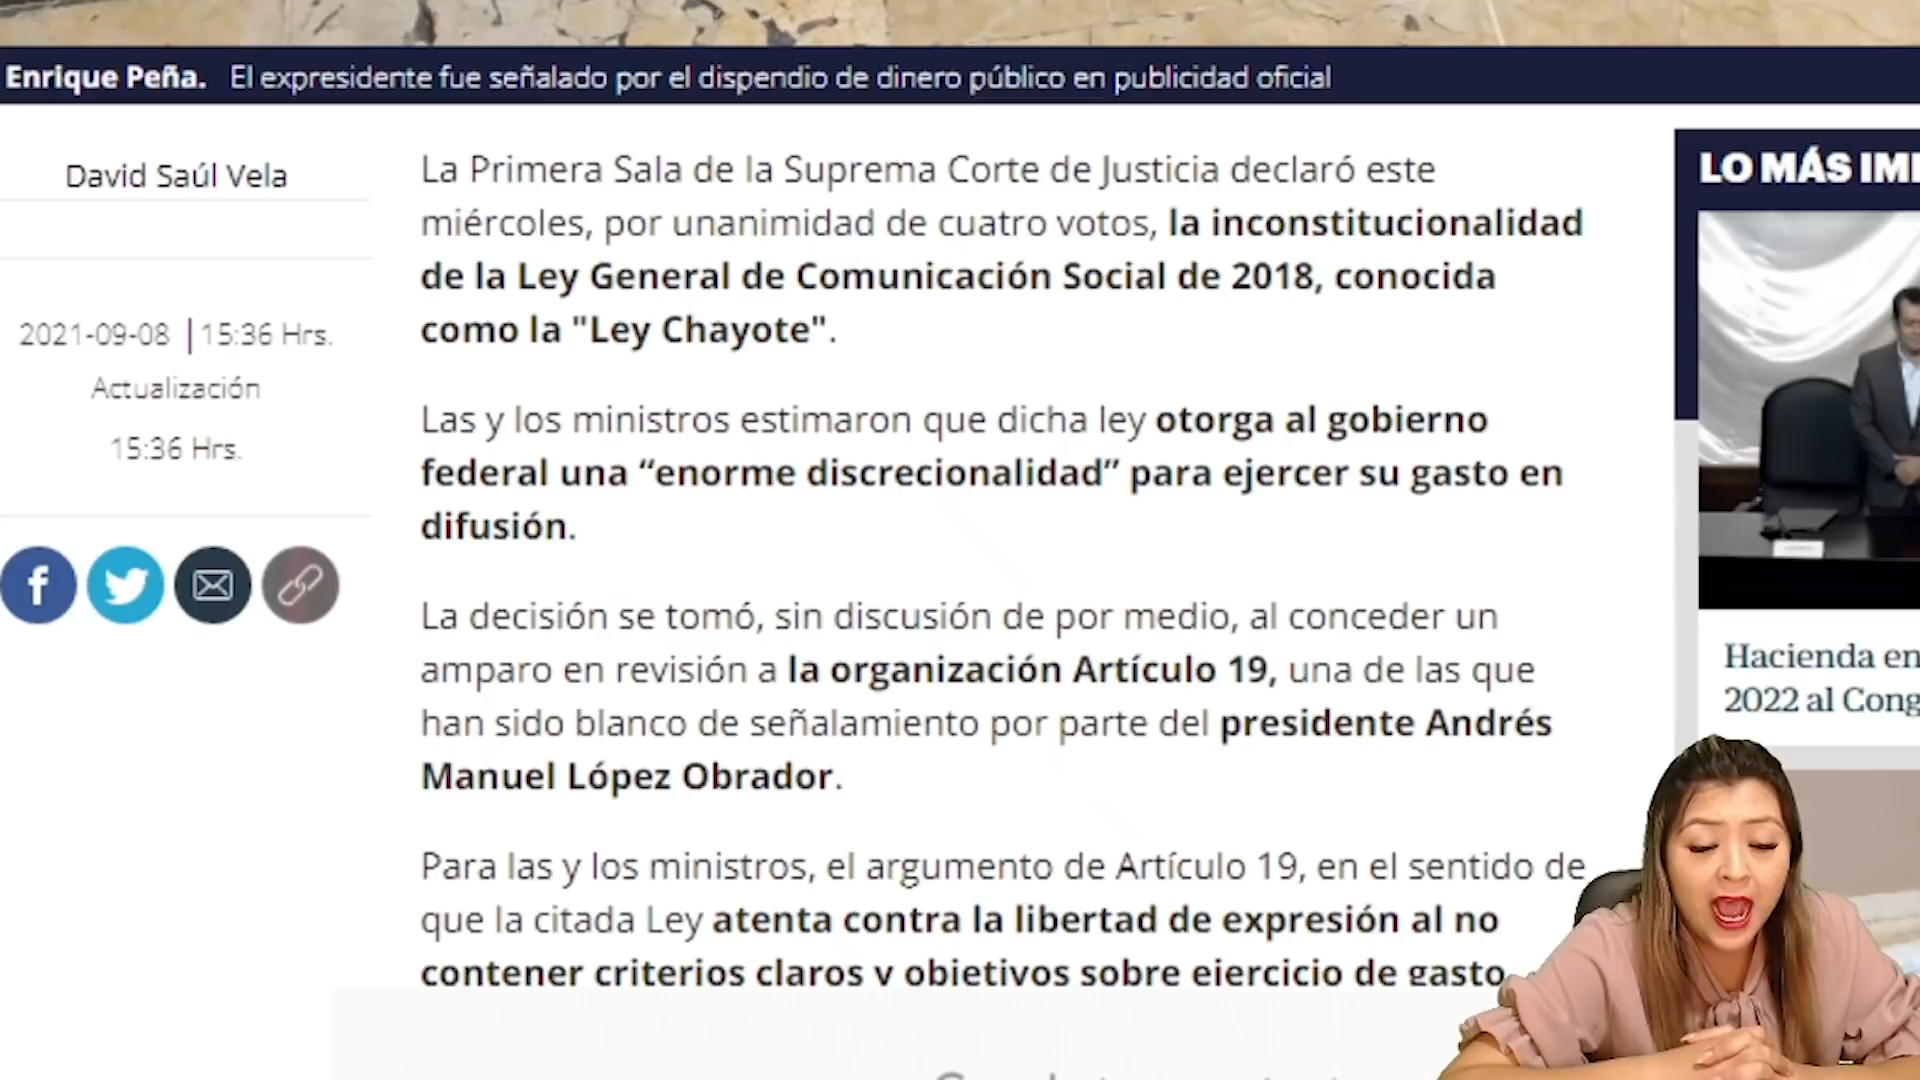 Enrique Peña. El expresidente fue señalado por el dispendio de dinero público en publicidad oficial
David Saúl Vela
2021-09-08 | 15:36 Hrs.
Actualización
15:36 Hrs.
La Primera Sala de la Suprema Corte de Justicia declaró este
miércoles, por unanimidad de cuatro votos, la inconstitucionalidad
de la Ley General de Comunicación Social de 2018, conocida
como la "Ley Chayote".
Las y los ministros estimaron que dicha ley otorga al gobierno
federal una “enorme discrecionalidad” para ejercer su gasto en
difusión.
La decisión se tomó, sin discusión de por medio, al conceder un
amparo en revisión a la organización Artículo 19, una de las que
han sido blanco de señalamiento por parte del presidente Andrés
Manuel López Obrador.
Para las y los ministros, el argumento de Artículo 19, en el sentido de
que la citada Ley atenta contra la libertad de expresión al no
contener criterios claros y objetivos sobre ejercicio de gasto
LO MÁS
Hacienda en
2022 al Cong